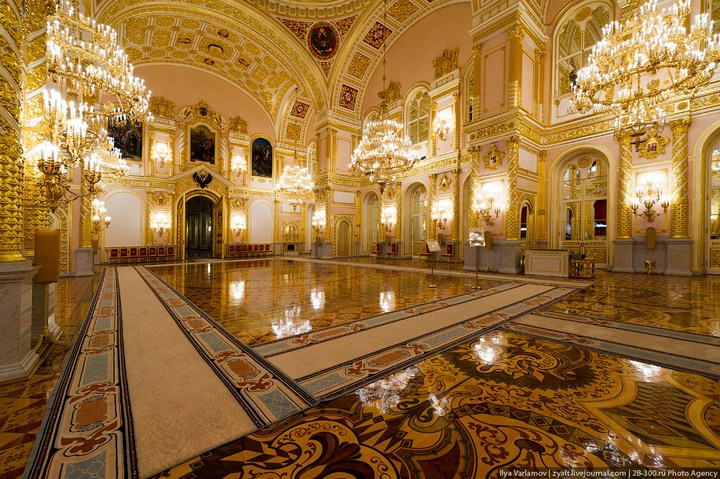 Ilya Varlamov | zyalt.livejournal.com | 28-300.ru Photo Agency